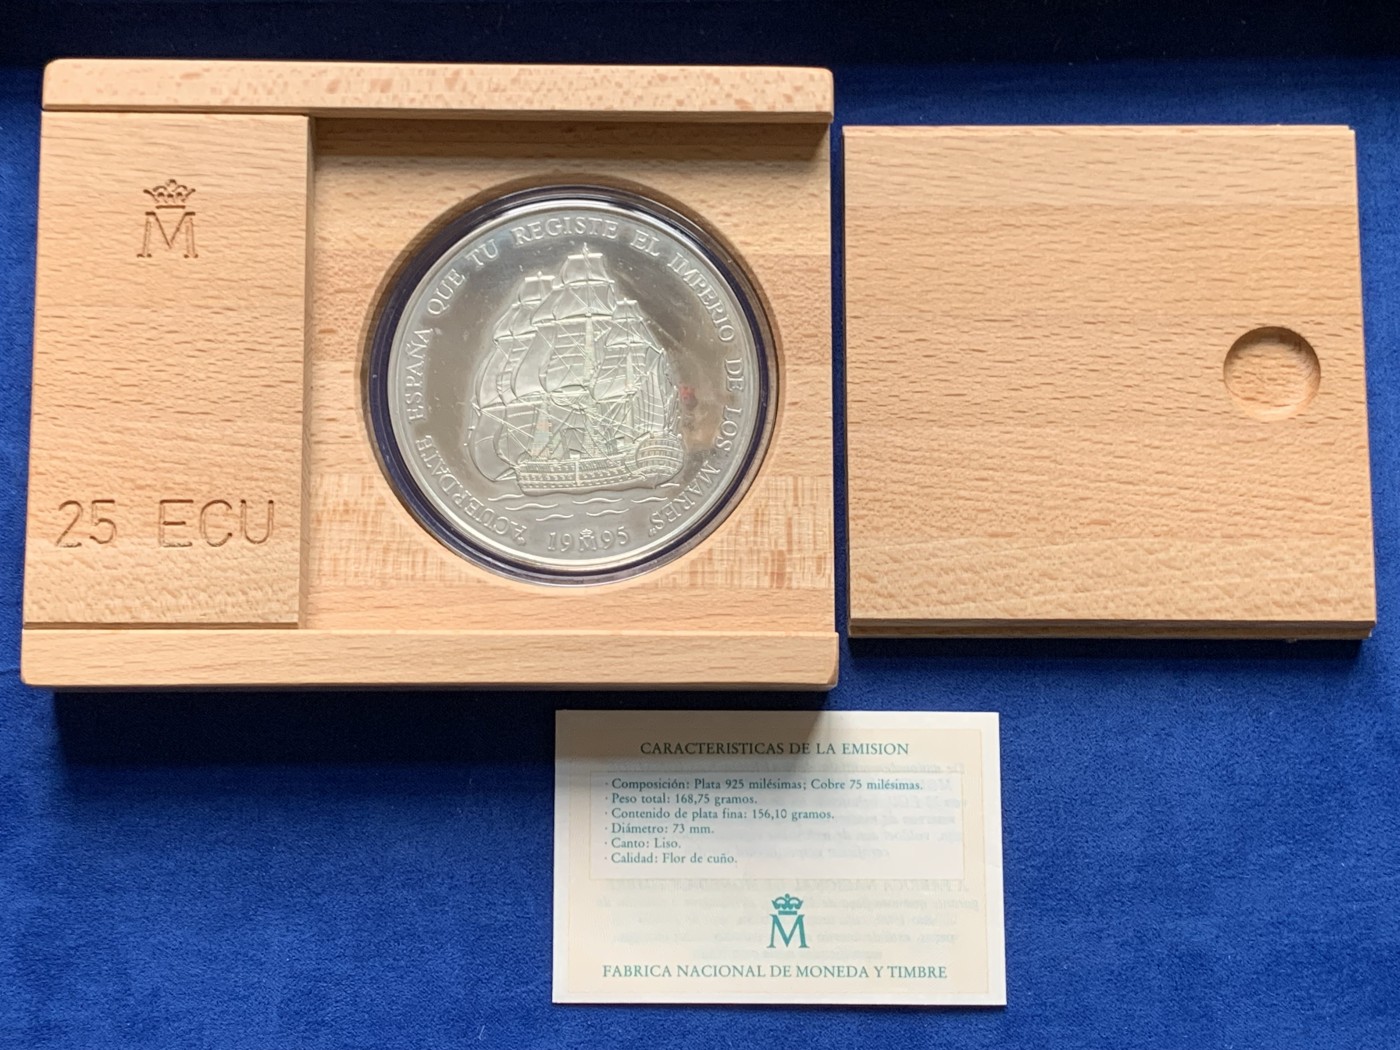 M
25 ECU
"ACUERDATE ESPAÑA QUE TU REGISTE EL IMPERIO DE LOS MARES"
19 M 95
CARACTERISTICAS DE LA EMISION
· Composición: Plata 925 milésimas; Cobre 75 milésimas.
· Peso total: 168,75 gramos.
· Contenido de plata fina: 156,10 gramos.
· Diámetro: 73 mm.
· Canto: Liso.
· Calidad: Flor de cuño.
M
FABRICA NACIONAL DE MONEDA Y TIMBRE